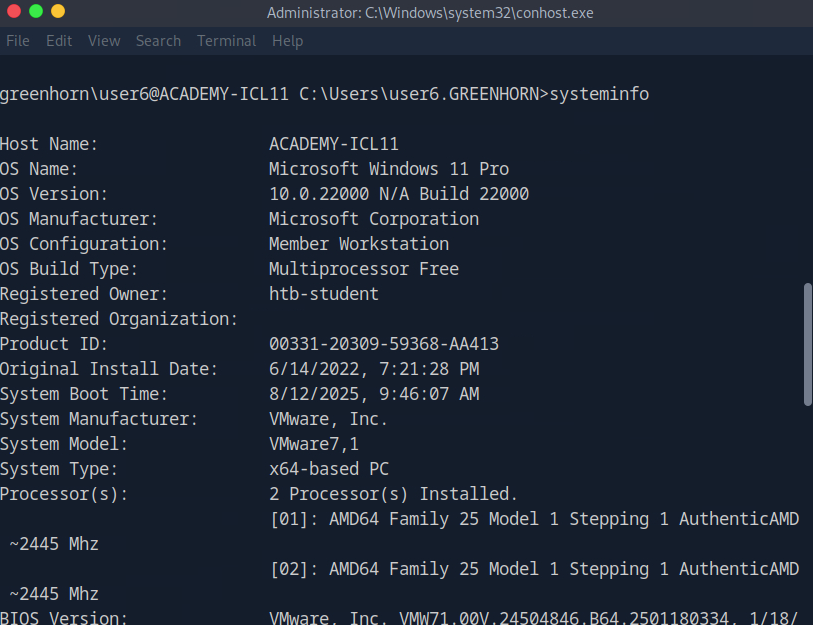 Administrator: C:\Windows\system32\conhost.exe
File Edit View Search Terminal Help
greenhorn\user6@ACADEMY-ICL11 C:\Users\user6.GREENHORN>systeminfo
Host Name: ACADEMY-ICL11
OS Name: Microsoft Windows 11 Pro
OS Version: 10.0.22000 N/A Build 22000
OS Manufacturer: Microsoft Corporation
OS Configuration: Member Workstation
OS Build Type: Multiprocessor Free
Registered Owner: htb-student
Registered Organization:
Product ID: 00331-20309-59368-AA413
Original Install Date: 6/14/2022, 7:21:28 PM
System Boot Time: 8/12/2025, 9:46:07 AM
System Manufacturer: VMware, Inc.
System Model: VMware7,1
System Type: x64-based PC
Processor(s): 2 Processor(s) Installed.
[01]: AMD64 Family 25 Model 1 Stepping 1 AuthenticAMD
~2445 Mhz
[02]: AMD64 Family 25 Model 1 Stepping 1 AuthenticAMD
~2445 Mhz
BIOS Version: VMware, Inc. VMW71.00V.24504846.B64.2501180334, 1/18/